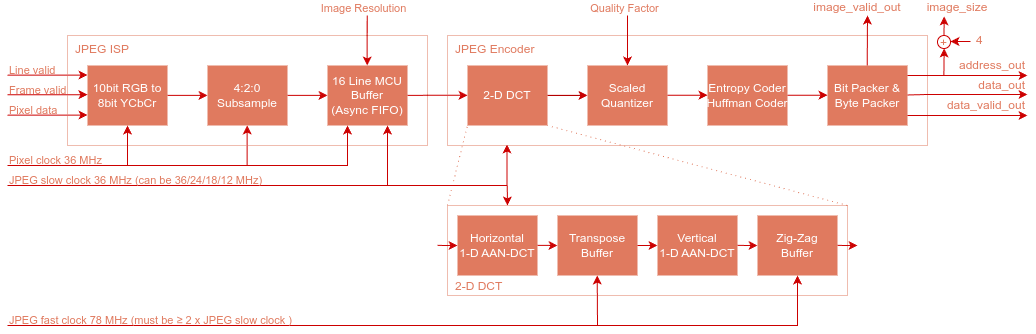 Image Resolution
Quality Factor
image_valid_out
image_size
JPEG ISP
JPEG Encoder
4
+
Line valid
Frame valid
Pixel data
10bit RGB to
8bit YCbCr
4:2:0
Subsample
16 Line MCU
Buffer
(Async FIFO)
2-D DCT
Scaled
Quantizer
Entropy Coder
Huffman Coder
Bit Packer &
Byte Packer
address_out
data_out
data_valid_out
Pixel clock 36 MHz
JPEG slow clock 36 MHz (can be 36/24/18/12 MHz)
Horizontal
1-D AAN-DCT
Transpose
Buffer
Vertical
1-D AAN-DCT
Zig-Zag
Buffer
2-D DCT
JPEG fast clock 78 MHz (must be ≥ 2 x JPEG slow clock )